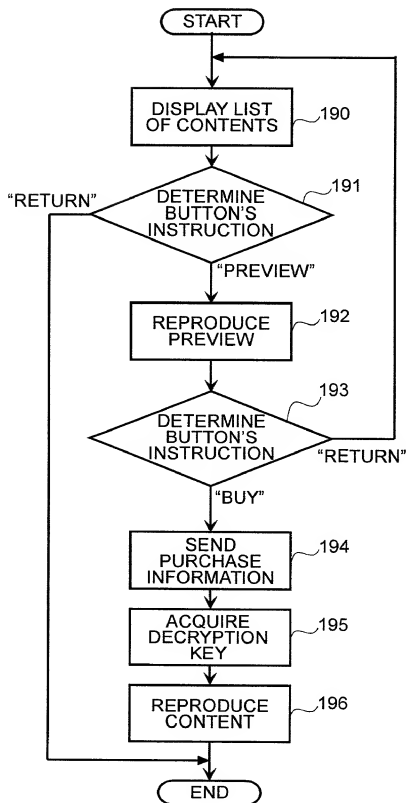 START
DISPLAY LIST
OF CONTENTS
190
191
"RETURN"
DETERMINE
BUTTON'S
INSTRUCTION
"PREVIEW"
REPRODUCE
PREVIEW
192
193
DETERMINE
BUTTON'S
INSTRUCTION
"RETURN"
"BUY"
SEND
PURCHASE
INFORMATION
194
ACQUIRE
DECRYPTION
KEY
195
REPRODUCE
CONTENT
196
END